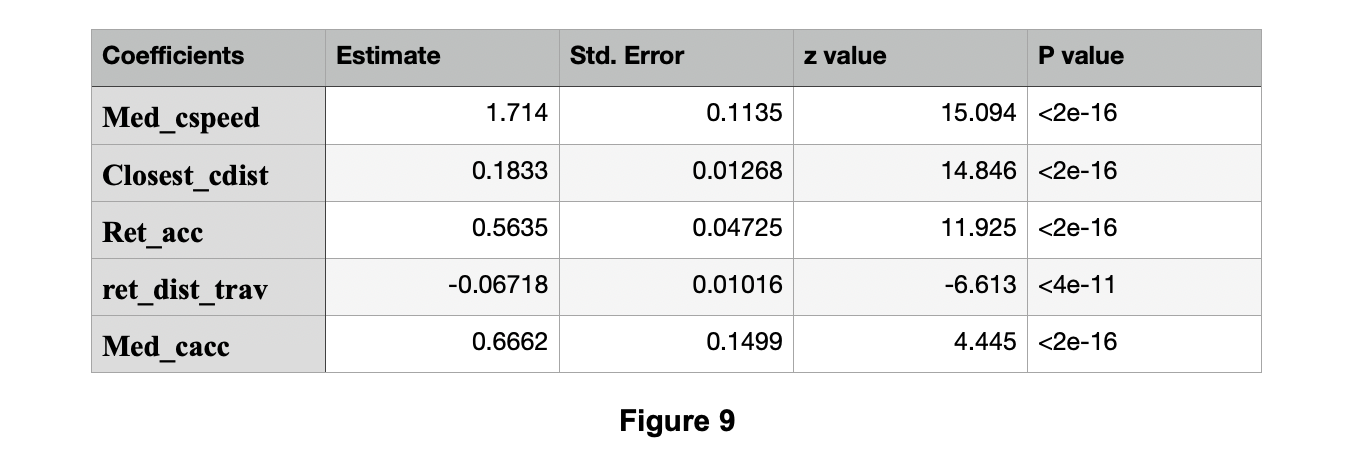 Coefficients Estimate Std. Error z value P value
Med_cspeed 1.714 0.1135 15.094 <2e-16
Closest_cdist 0.1833 0.01268 14.846 <2e-16
Ret_acc 0.5635 0.04725 11.925 <2e-16
ret_dist_trav -0.06718 0.01016 -6.613 <4e-11
Med_cacc 0.6662 0.1499 4.445 <2e-16
Figure 9